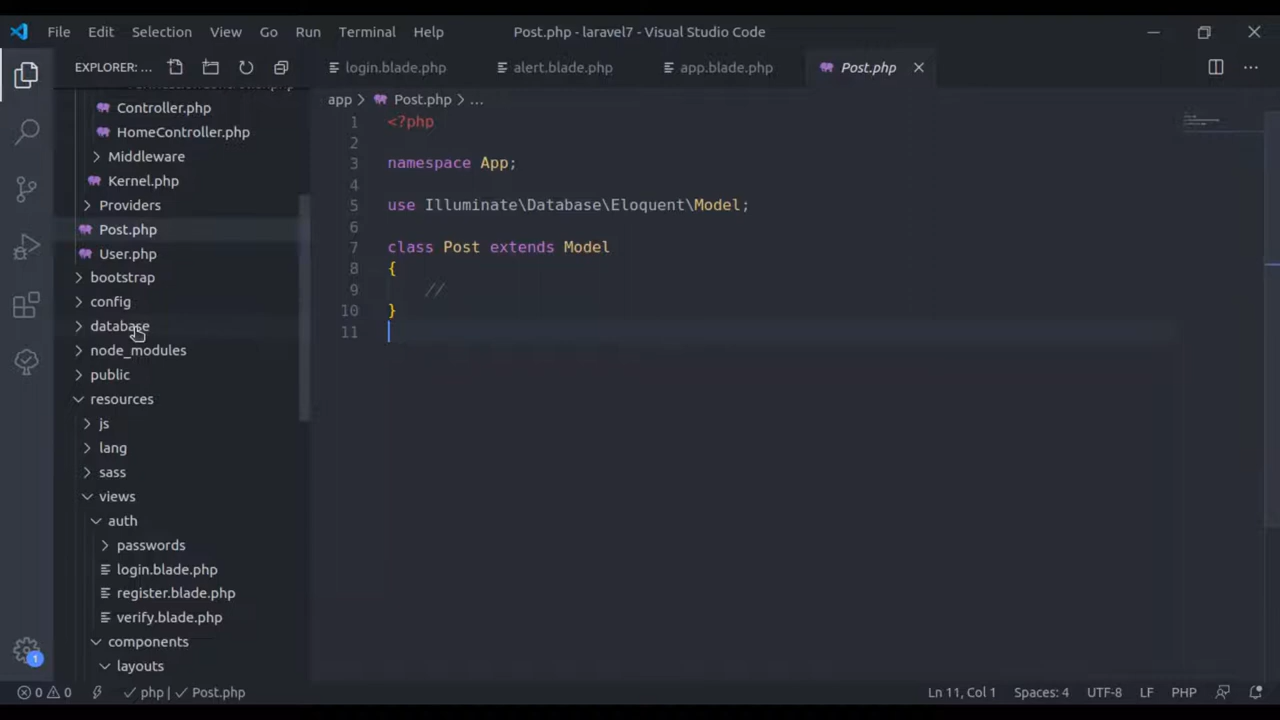 File Edit Selection View Go Run Terminal Help
Post.php - laravel7 - Visual Studio Code
EXPLORER: ...
login.blade.php
alert.blade.php
app.blade.php
Post.php
app > Post.php > ...
Controller.php
HomeController.php
Middleware
Kernel.php
Providers
Post.php
User.php
bootstrap
config
database
node_modules
public
resources
js
lang
sass
views
auth
passwords
login.blade.php
register.blade.php
verify.blade.php
components
layouts
1 <?php
2
3 namespace App;
4
5 use Illuminate\Database\Eloquent\Model;
6
7 class Post extends Model
8 {
9 //
10 }
11
1
0 0
php | Post.php
Ln 11, Col 1
Spaces: 4
UTF-8
LF
PHP